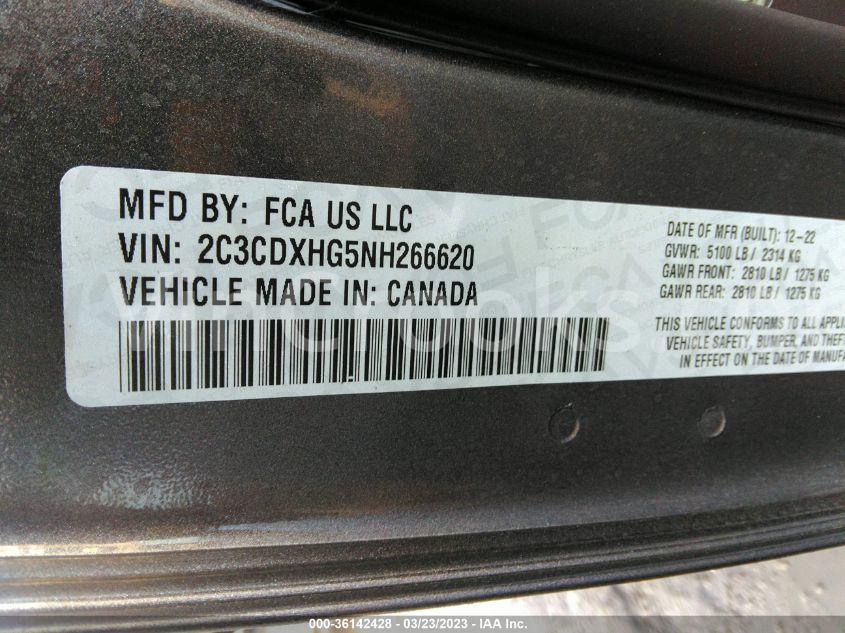 MFD BY: FCA US LLC
VIN: 2C3CDXHG5NH266620
VEHICLE MADE IN: CANADA
DATE OF MFR (BUILT): 12-22
GVWR: 5100 LB / 2314 KG
GAWR FRONT: 2810 LB / 1275 KG
GAWR REAR: 2810 LB / 1275 KG
THIS VEHICLE CONFORMS TO ALL APPLI
VEHICLE SAFETY, BUMPER, AND THEFT
IN EFFECT ON THE DATE OF MANUFA
000-36142428 - 03/23/2023 - IAA Inc.